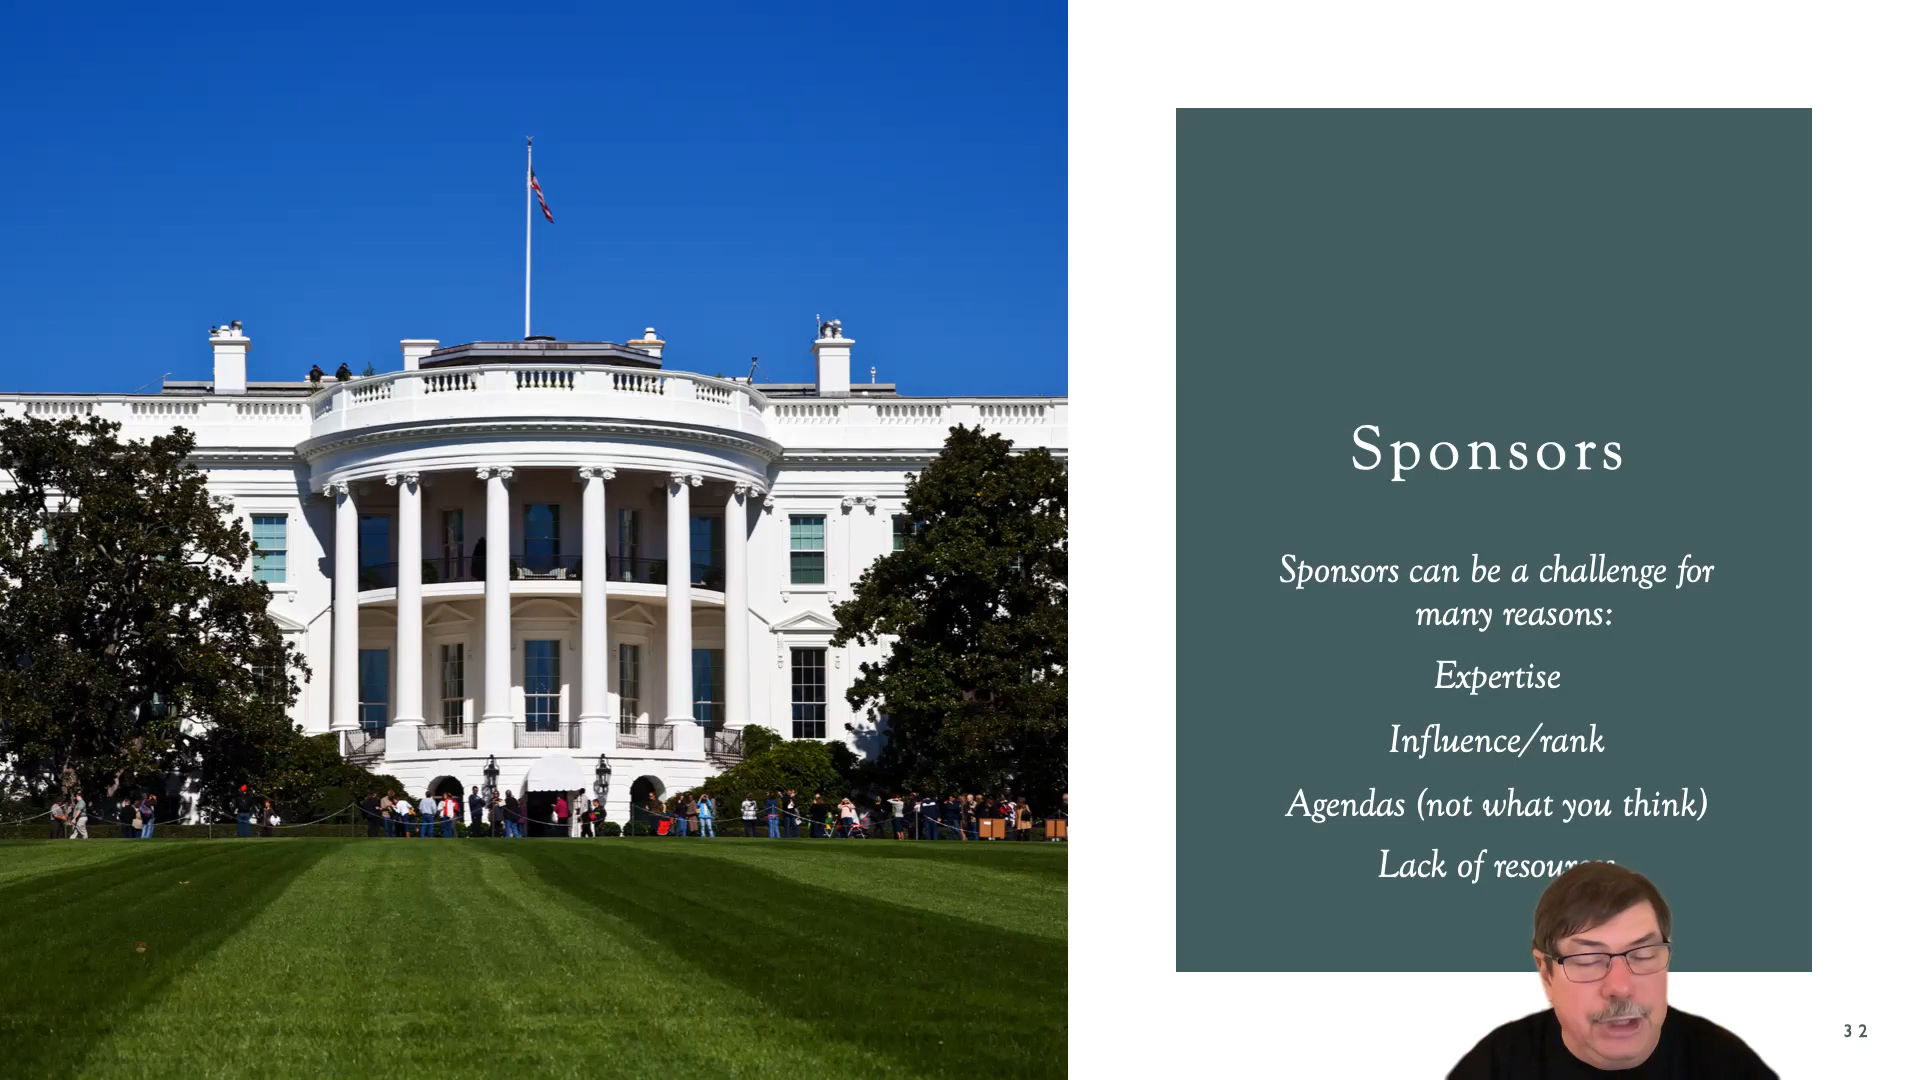 Sponsors
Sponsors can be a challenge for
many reasons:
Expertise
Influence/rank
Agendas (not what you think)
Lack of
32